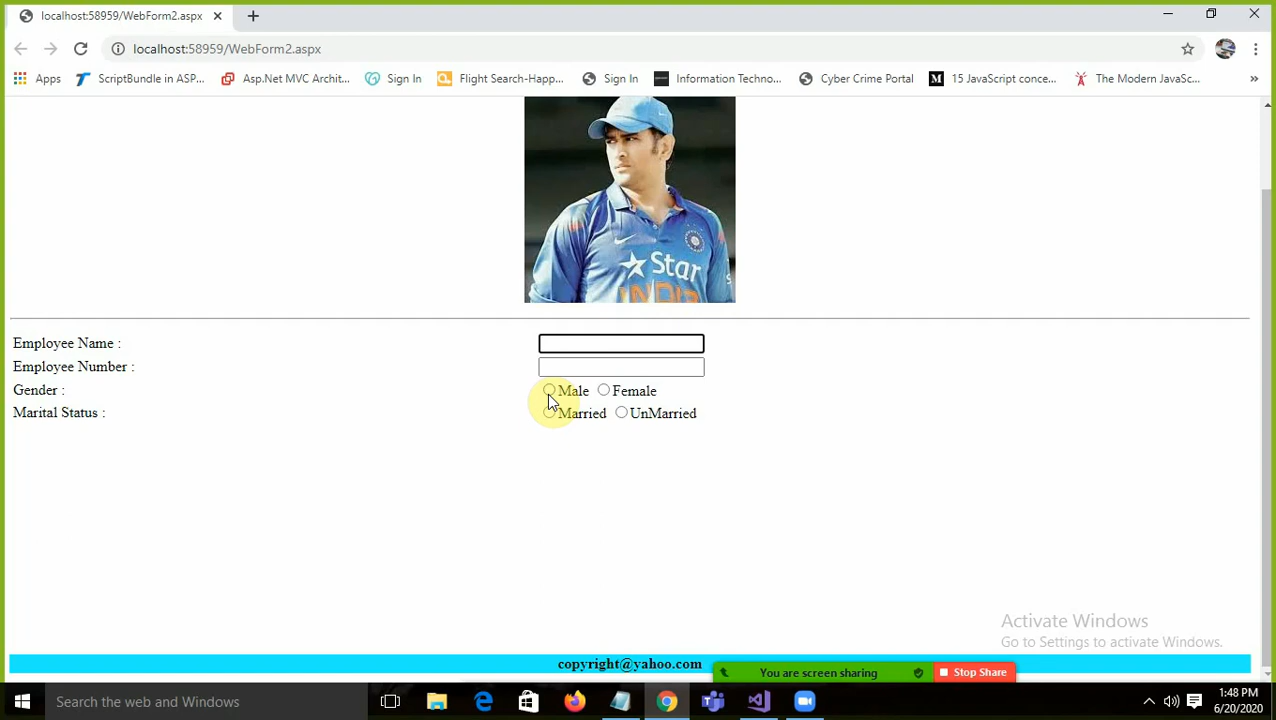 localhost:58959/WebForm2.aspx
localhost:58959/WebForm2.aspx
Apps ScriptBundle in ASP... Asp.Net MVC Archit... Sign In Flight Search-Happ... Sign In Information Techno... Cyber Crime Portal M 15 JavaScript conce... The Modern JavaSc... »
Star
INDIA
Employee Name :
Employee Number :
Gender : Male Female
Marital Status : Married UnMarried
Activate Windows
Go to Settings to activate Windows.
copyright@yahoo.com
You are screen sharing Stop Share
Search the web and Windows
1:48 PM
6/20/2020